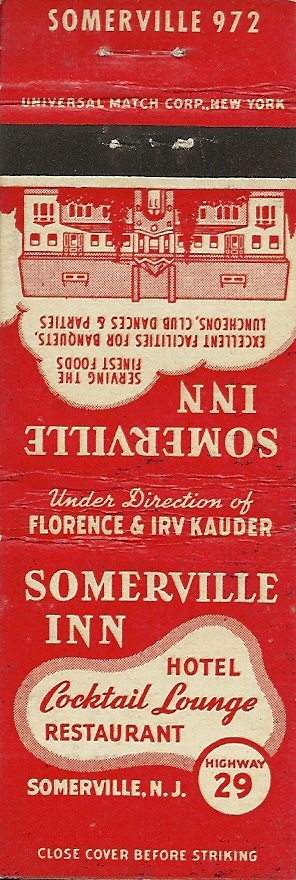 SOMERVILLE 972
UNIVERSAL MATCH CORP., NEW YORK
SOMERVILLE
INN
SERVING THE
FINEST FOODS
EXCELLENT FACILITIES FOR BANQUETS,
LUNCHEONS, CLUB DANCES & PARTIES
Under Direction of
FLORENCE & IRV KAUDER
SOMERVILLE
INN
HOTEL
Cocktail Lounge
RESTAURANT
HIGHWAY
29
SOMERVILLE, N. J.
CLOSE COVER BEFORE STRIKING